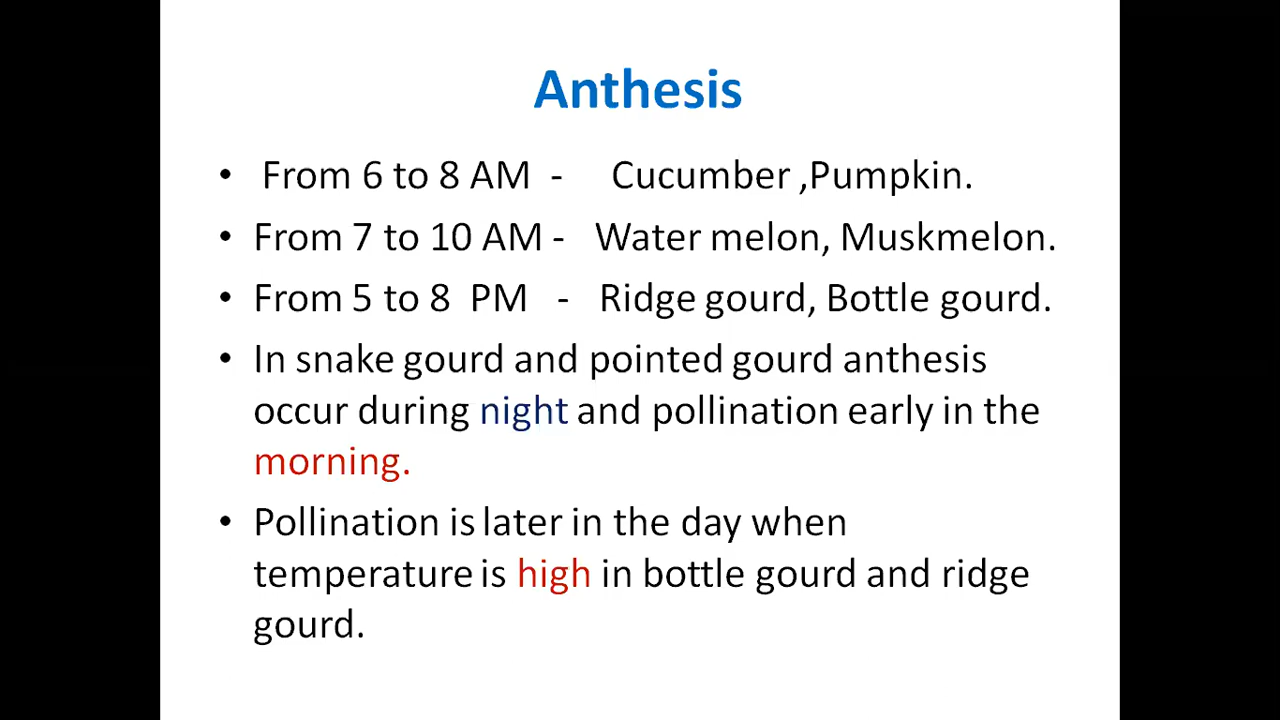 Anthesis
• From 6 to 8 AM - Cucumber ,Pumpkin.
• From 7 to 10 AM - Water melon, Muskmelon.
• From 5 to 8 PM - Ridge gourd, Bottle gourd.
• In snake gourd and pointed gourd anthesis
occur during night and pollination early in the
morning.
• Pollination is later in the day when
temperature is high in bottle gourd and ridge
gourd.